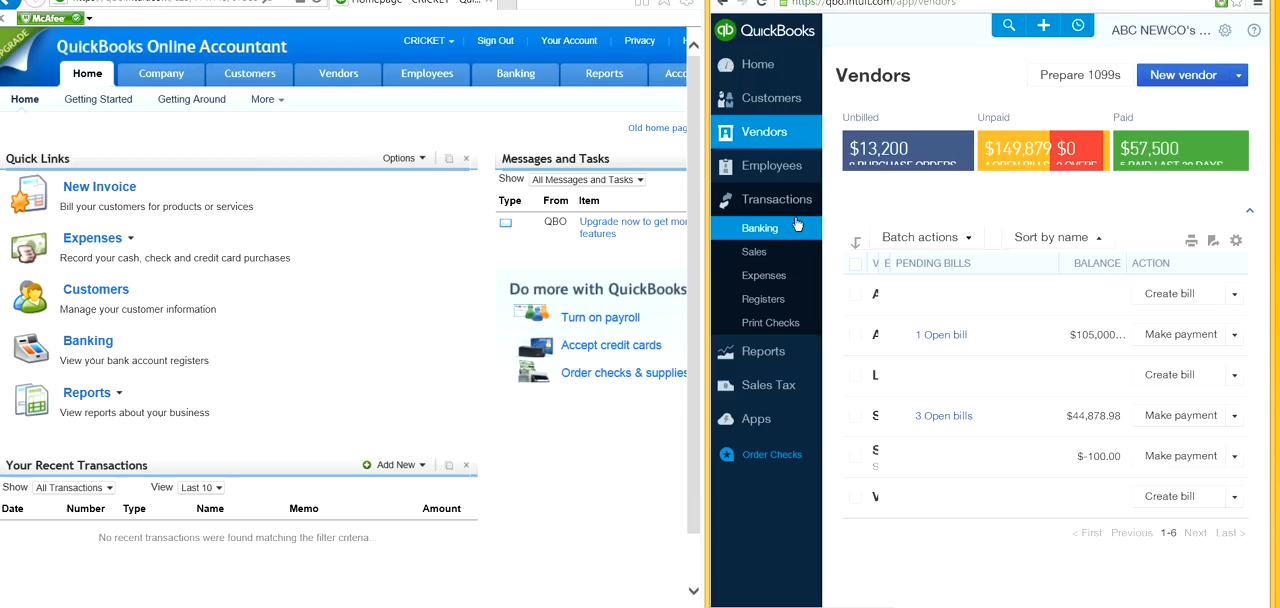 McAfee
UPGRADE
QuickBooks Online Accountant
CRICKET
Sign Out
Your Account
Privacy
Home
Company
Customers
Vendors
Employees
Banking
Reports
Home
Getting Started
Getting Around
More
Old home pag
Quick Links
Options
New Invoice
Bill your customers for products or services
Expenses
Record your cash, check and credit card purchases
Customers
Manage your customer information
Banking
View your bank account registers
Reports
View reports about your business
Messages and Tasks
Show All Messages and Tasks
Type From Item
QBO Upgrade now to get mor
features
Do more with QuickBooks
Turn on payroll
Accept credit cards
Order checks & supplies
Your Recent Transactions
Add New
Show All Transactions View Last 10
Date Number Type Name Memo Amount
No recent transactions were found matching the filter criteria...
https://qbo.intuit.com/app/vendors
qb QuickBooks
ABC NEWCO's ...
Home
Customers
Vendors
Employees
Transactions
Banking
Sales
Expenses
Registers
Print Checks
Reports
Sales Tax
Apps
Order Checks
Vendors
Prepare 1099s
New vendor
Unbilled
Unpaid
Paid
$13,200
$149,879
$0
$57,500
Batch actions
Sort by name
V E PENDING BILLS BALANCE ACTION
Create bill
1 Open bill $105,000... Make payment
L Create bill
S 3 Open bills $44,878.98 Make payment
S $-100.00 Make payment
S
V Create bill
< First Previous 1-6 Next Last >